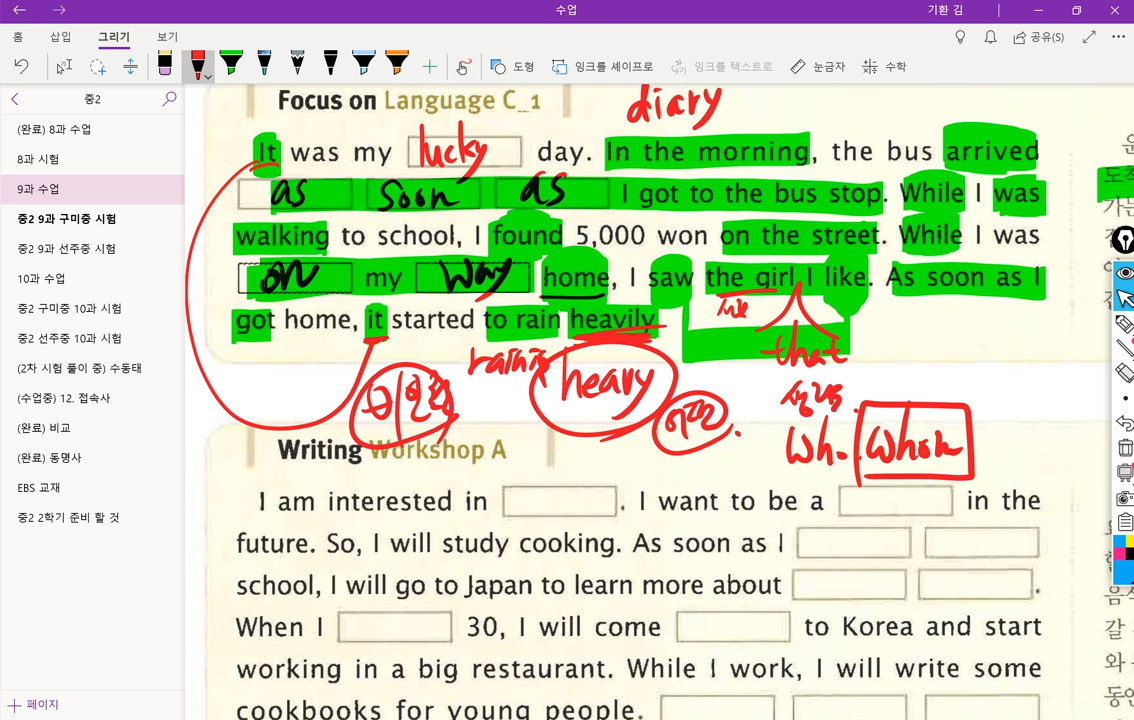 수업
기환 김
홈 삽입 그리기 보기
공유(S)
도형 잉크를 셰이프로 잉크를 텍스트로 눈금자 수학
중2
(완료) 8과 수업
8과 시험
9과 수업
중2 9과 구미중 시험
중2 9과 선주중 시험
10과 수업
중2 구미중 10과 시험
중2 선주중 10과 시험
(2차 시험 풀이 중) 수동태
(수업중) 12. 접속사
(완료) 비교
(완료) 동명사
EBS 교재
중2 2학기 준비 할 것
페이지
Focus on Language C_1
diary
It was my lucky day. In the morning, the bus arrived
as soon as I got to the bus stop. While I was
walking to school, I found 5,000 won on the street. While I was
on my way home, I saw the girl I like. As soon as I
got home, it started to rain heavily
that
heavy
Writing Workshop A
I am interested in . I want to be a in the
future. So, I will study cooking. As soon as I
school, I will go to Japan to learn more about .
When I 30, I will come to Korea and start
working in a big restaurant. While I work, I will write some
cookbooks for young people.